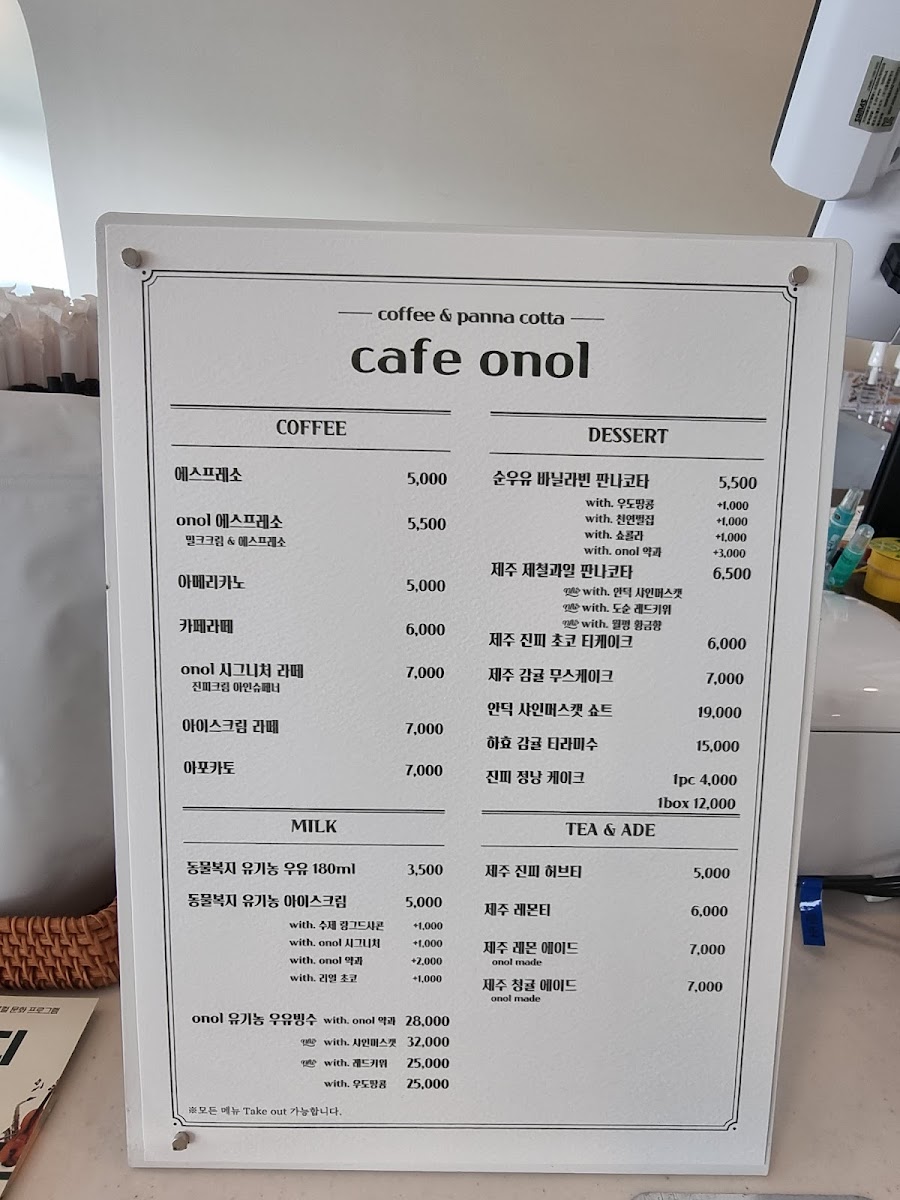 coffee & panna cotta
cafe onol
COFFEE
에스프레소 5,000
onol 에스프레소 5,500
밀크크림 & 에스프레소
아메리카노 5,000
카페라떼 6,000
onol 시그니처 라떼 7,000
진피크림 아인슈페너
아이스크림 라떼 7,000
아포카토 7,000
MILK
동물복지 유기농 우유 180ml 3,500
동물복지 유기농 아이스크림 5,000
with. 수제 랑그드샤콘 +1,000
with. onol 시그니처 +1,000
with. onol 약과 +2,000
with. 리얼 초코 +1,000
onol 유기농 우유빙수 with. onol 약과 28,000
with. 샤인머스캣 32,000
with. 레드키위 25,000
with. 우도땅콩 25,000
※모든 메뉴 Take out 가능합니다.
DESSERT
순우유 바닐라빈 판나코타 5,500
with. 우도땅콩 +1,000
with. 천연벌집 +1,000
with. 쇼콜라 +1,000
with. onol 약과 +3,000
제주 제철과일 판나코타 6,500
with. 안덕 샤인머스캣
with. 도순 레드키위
with. 월평 황금향
제주 진피 초코 티케이크 6,000
제주 감귤 무스케이크 7,000
안덕 샤인머스캣 쇼트 19,000
하효 감귤 티라미수 15,000
진피 정낭 케이크 1pc 4,000
1box 12,000
TEA & ADE
제주 진피 허브티 5,000
제주 레몬티 6,000
제주 레몬 에이드 7,000
onol made
제주 청귤 에이드 7,000
onol made
문화 프로그램